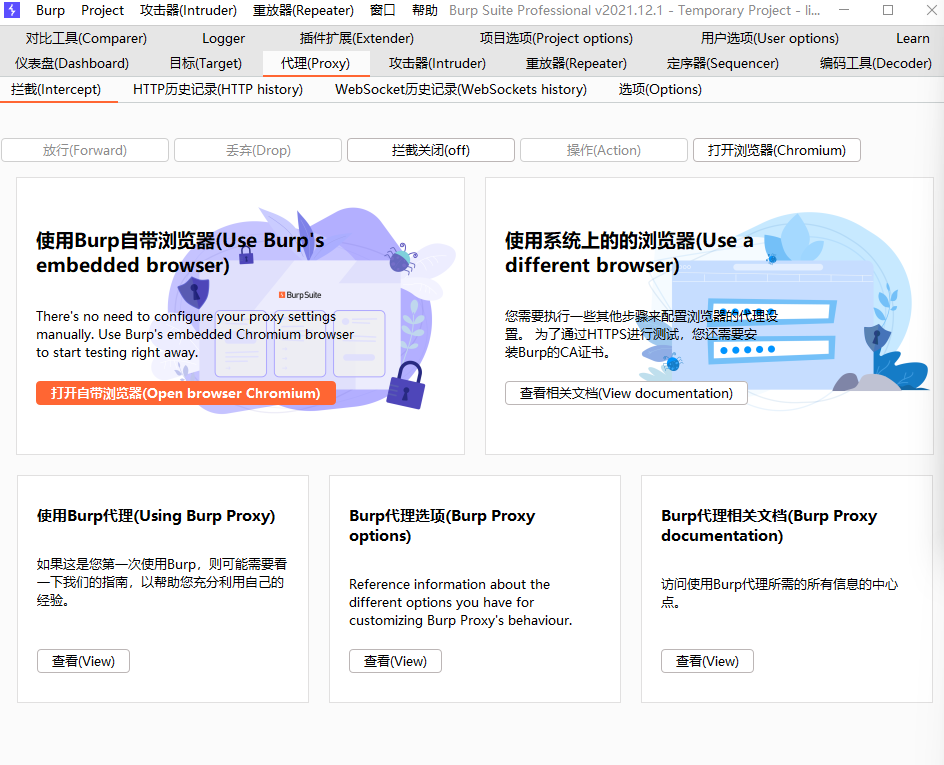 Burp Project 攻击器(Intruder) 重放器(Repeater) 窗口 帮助 Burp Suite Professional v2021.12.1 - Temporary Project - li...
对比工具(Comparer) Logger 插件扩展(Extender) 项目选项(Project options) 用户选项(User options) Learn
仪表盘(Dashboard) 目标(Target) 代理(Proxy) 攻击器(Intruder) 重放器(Repeater) 定序器(Sequencer) 编码工具(Decoder)
拦截(Intercept) HTTP历史记录(HTTP history) WebSocket历史记录(WebSockets history) 选项(Options)
放行(Forward) 丢弃(Drop) 拦截关闭(off) 操作(Action) 打开浏览器(Chromium)
使用Burp自带浏览器(Use Burp's
embedded browser)
BurpSuite
There's no need to configure your proxy settings
manually. Use Burp's embedded Chromium browser
to start testing right away.
打开自带浏览器(Open browser Chromium)
使用系统上的的浏览器(Use a
different browser)
您需要执行一些其他步骤来配置浏览器的代理设
置。 为了通过HTTPS进行测试，您还需要安
装Burp的CA证书。
查看相关文档(View documentation)
使用Burp代理(Using Burp Proxy)
如果这是您第一次使用Burp，则可能需要看
一下我们的指南，以帮助您充分利用自己的
经验。
查看(View)
Burp代理选项(Burp Proxy
options)
Reference information about the
different options you have for
customizing Burp Proxy's behaviour.
查看(View)
Burp代理相关文档(Burp Proxy
documentation)
访问使用Burp代理所需的所有信息的中心
点。
查看(View)